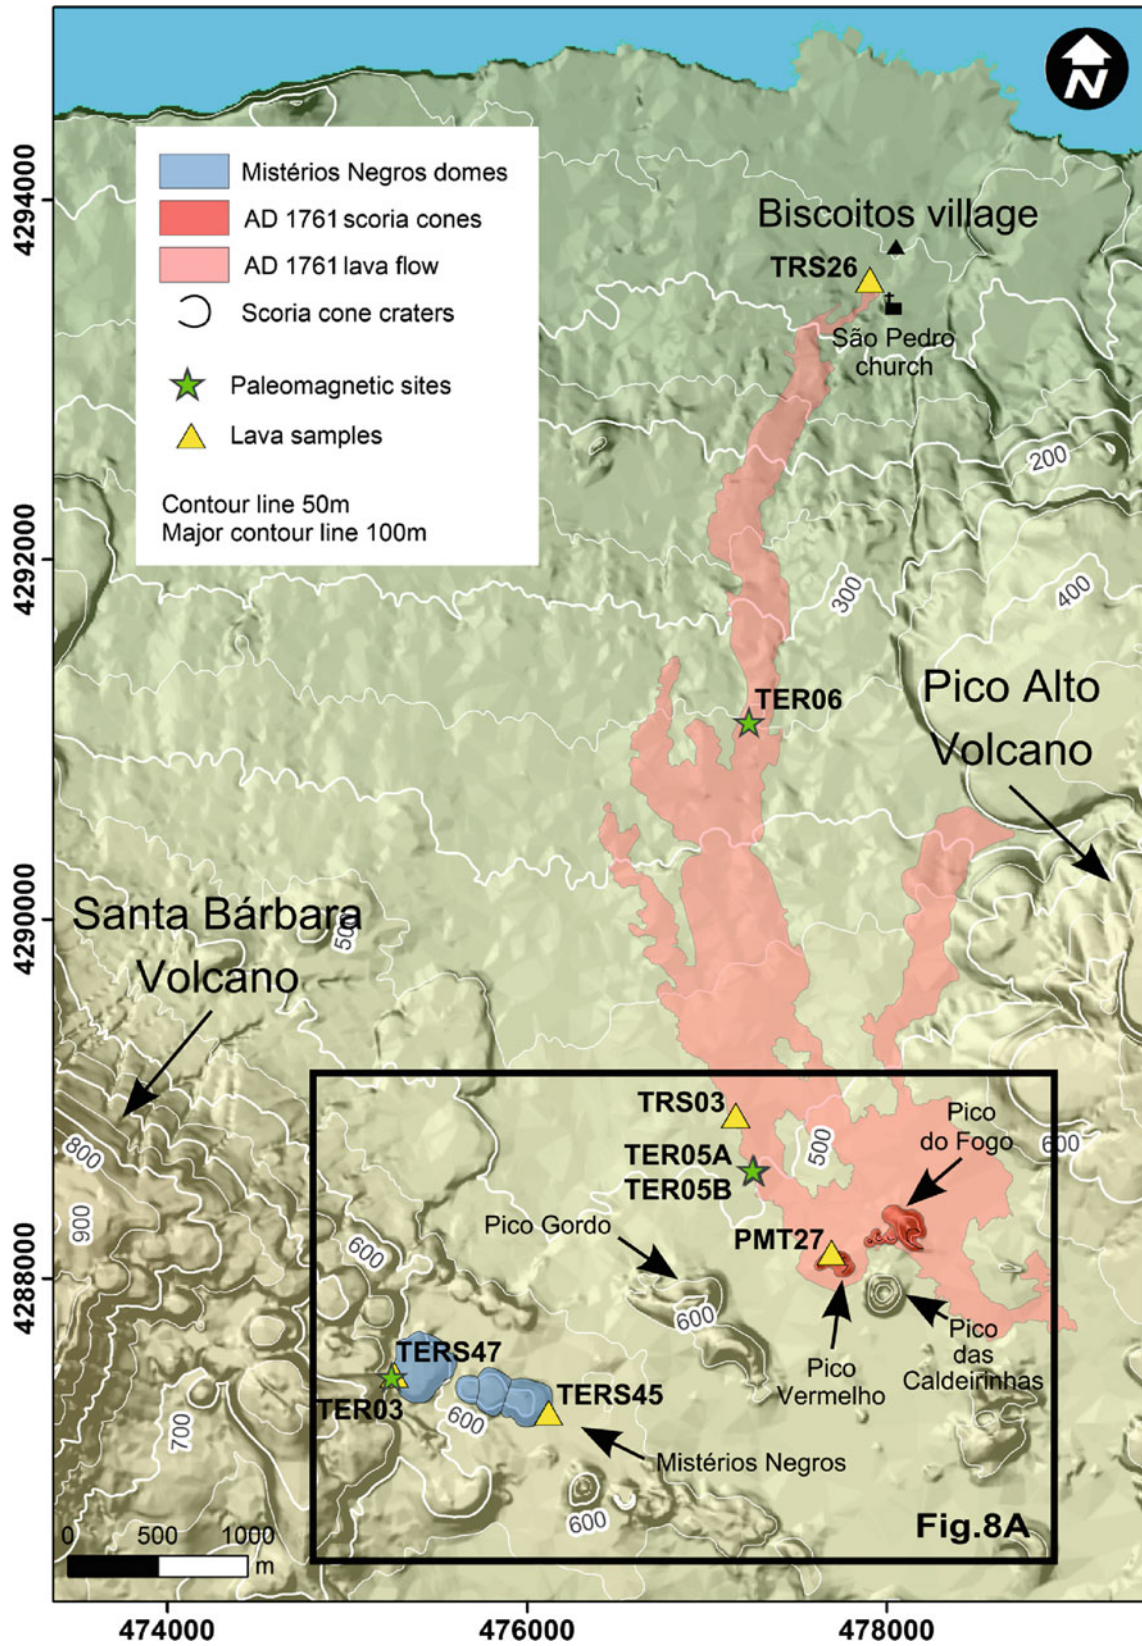 N
Mistérios Negros domes
AD 1761 scoria cones
AD 1761 lava flow
Scoria cone craters
Paleomagnetic sites
Lava samples
Contour line 50m
Major contour line 100m
4294000
4292000
4290000
4288000
Biscoitos village
TRS26
São Pedro
church
200
300
400
TER06
Pico Alto
Volcano
Santa Bárbara
Volcano
500
TRS03
TER05A
TER05B
500
Pico
do Fogo
600
800
900
Pico Gordo
PMT27
600
600
Pico
Vermelho
Pico
das
Caldeirinhas
TERS47
TER03
TERS45
600
700
Mistérios Negros
600
Fig.8A
0 500 1000
m
474000 476000 478000